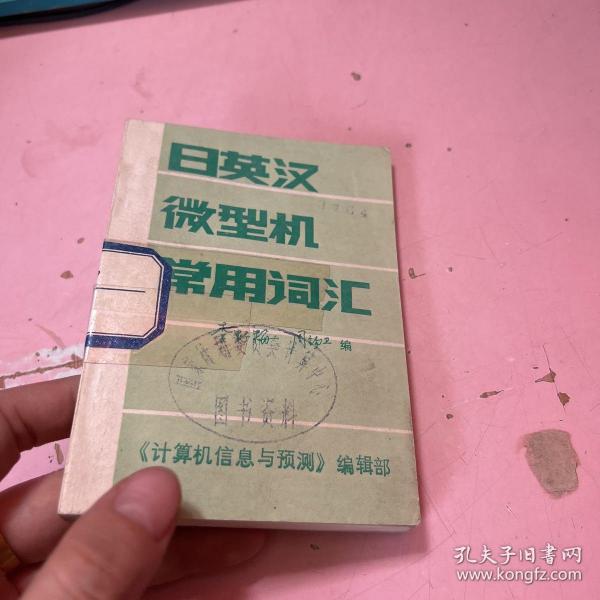 日英汉
微型机
常用词汇
编
图书资料
《计算机信息与预测》编辑部
孔夫子旧书网
www.kongfz.com